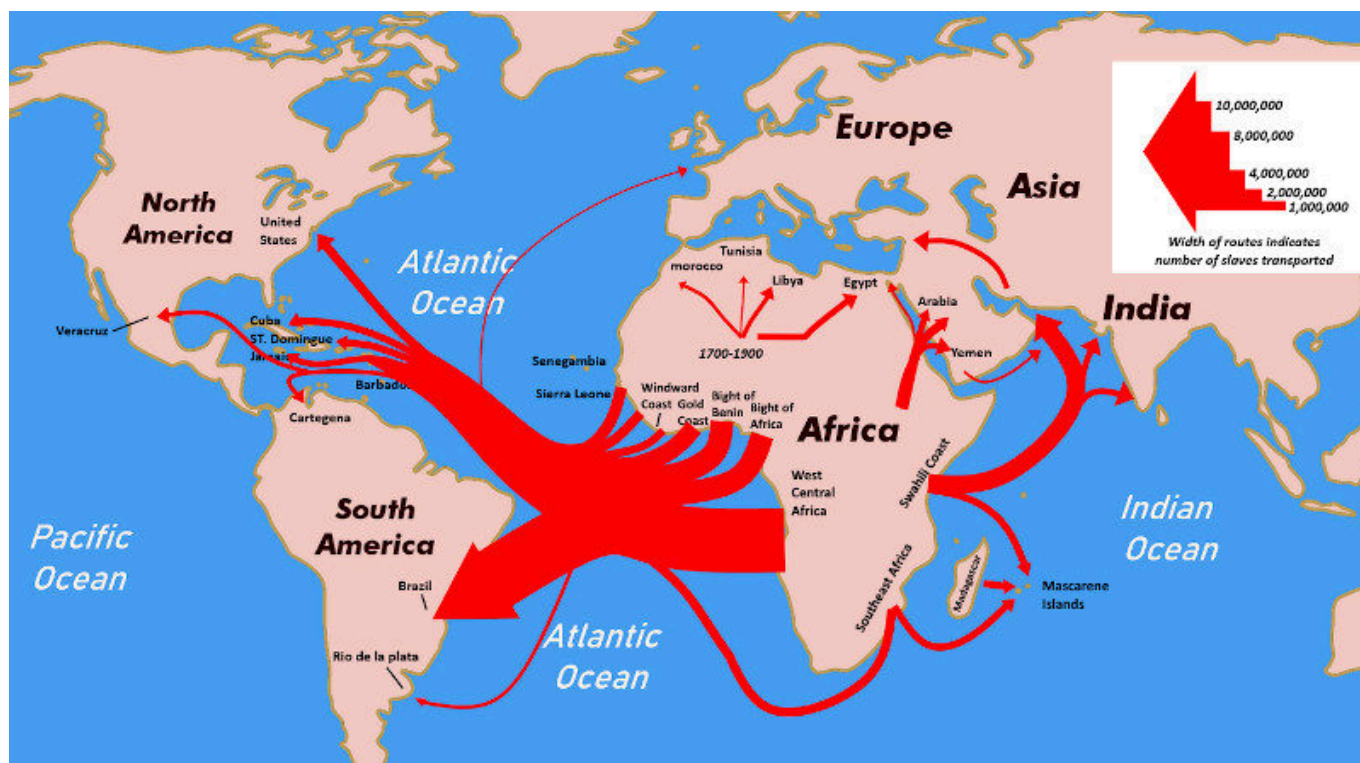 Europe
Asia
10,000,000
8,000,000
4,000,000
2,000,000
1,000,000
Width of routes indicates
number of slaves transported
North
America
United
States
Atlantic
Ocean
Tunisia
morocco
Libya
Egypt
Arabia
India
Veracruz
Cuba
ST. Domingue
Jamaic
Barbado
Cartegena
1700-1900
Yemen
Senegambia
Sierra Leone
Windward
Coast
/
Gold
Coast
Bight of
Benin
Bight of
Africa
Africa
West
Central
Africa
Swahili Coast
South
America
Pacific
Ocean
Indian
Ocean
Brazil
Southeast Africa
Madagascar
Mascarene
Islands
Atlantic
Ocean
Rio de la plata